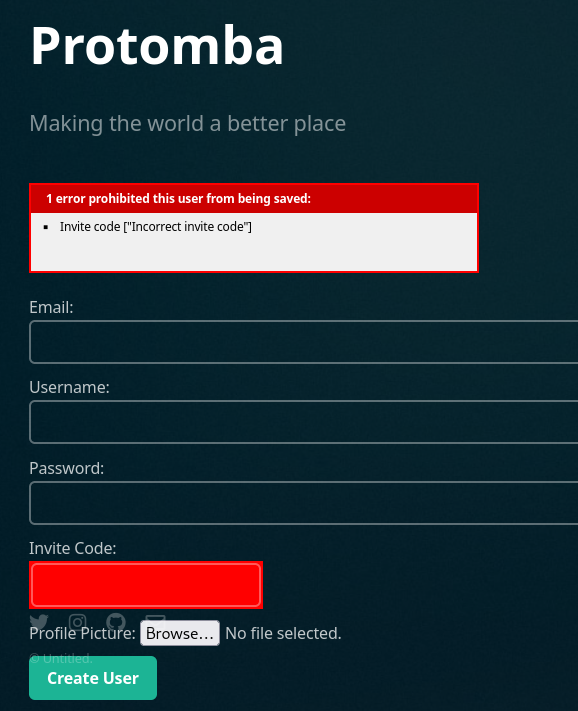 Protomba
Making the world a better place
1 error prohibited this user from being saved:
Invite code ["Incorrect invite code"]
Email:
Username:
Password:
Invite Code:
Profile Picture: Browse... No file selected.
© Untitled.
Create User